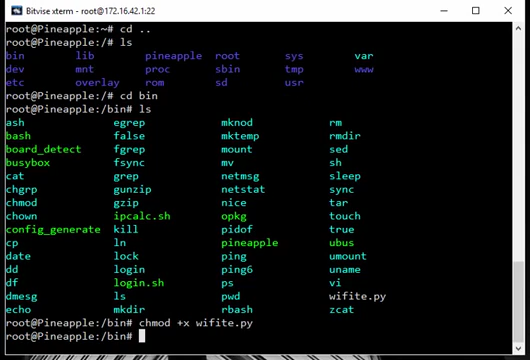 Bitvise xterm - root@172.16.42.1:22
root@Pineapple:~# cd ..
root@Pineapple:/# ls
bin lib pineapple root sys var
dev mnt proc sbin tmp www
etc overlay rom sd usr
root@Pineapple:/# cd bin
root@Pineapple:/bin# ls
ash egrep mknod rm
bash false mktemp rmdir
board_detect fgrep mount sed
busybox fsync mv sh
cat grep netmsg sleep
chgrp gunzip netstat sync
chmod gzip nice tar
chown ipcalc.sh opkg touch
config_generate kill pidof true
cp ln pineapple ubus
date lock ping umount
dd login ping6 uname
df login.sh ps vi
dmesg ls pwd wifite.py
echo mkdir rbash zcat
root@Pineapple:/bin# chmod +x wifite.py
root@Pineapple:/bin#